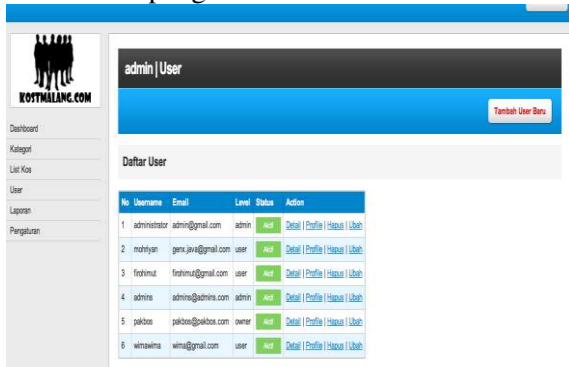 KOSTMALANG.COM
Dashboard
Kategori
List Kos
User
Laporan
Pengaturan
admin | User
Tambah User Baru
Daftar User
No Username Email Level Status Action
1 administrator admin@gmail.com admin Aktif Detail | Profile | Hapus | Ubah
2 mohriyan genx.java@gmail.com user Aktif Detail | Profile | Hapus | Ubah
3 firohimut firohimut@gmail.com user Aktif Detail | Profile | Hapus | Ubah
4 admins admins@admins.com admin Aktif Detail | Profile | Hapus | Ubah
5 pakbos pakbos@pakbos.com owner Aktif Detail | Profile | Hapus | Ubah
6 wimawima wima@gmail.com user Aktif Detail | Profile | Hapus | Ubah